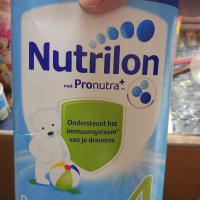 Nutrilon
met Pronutra+
Ondersteunt het
immuunsysteem*
van je dreumes
4